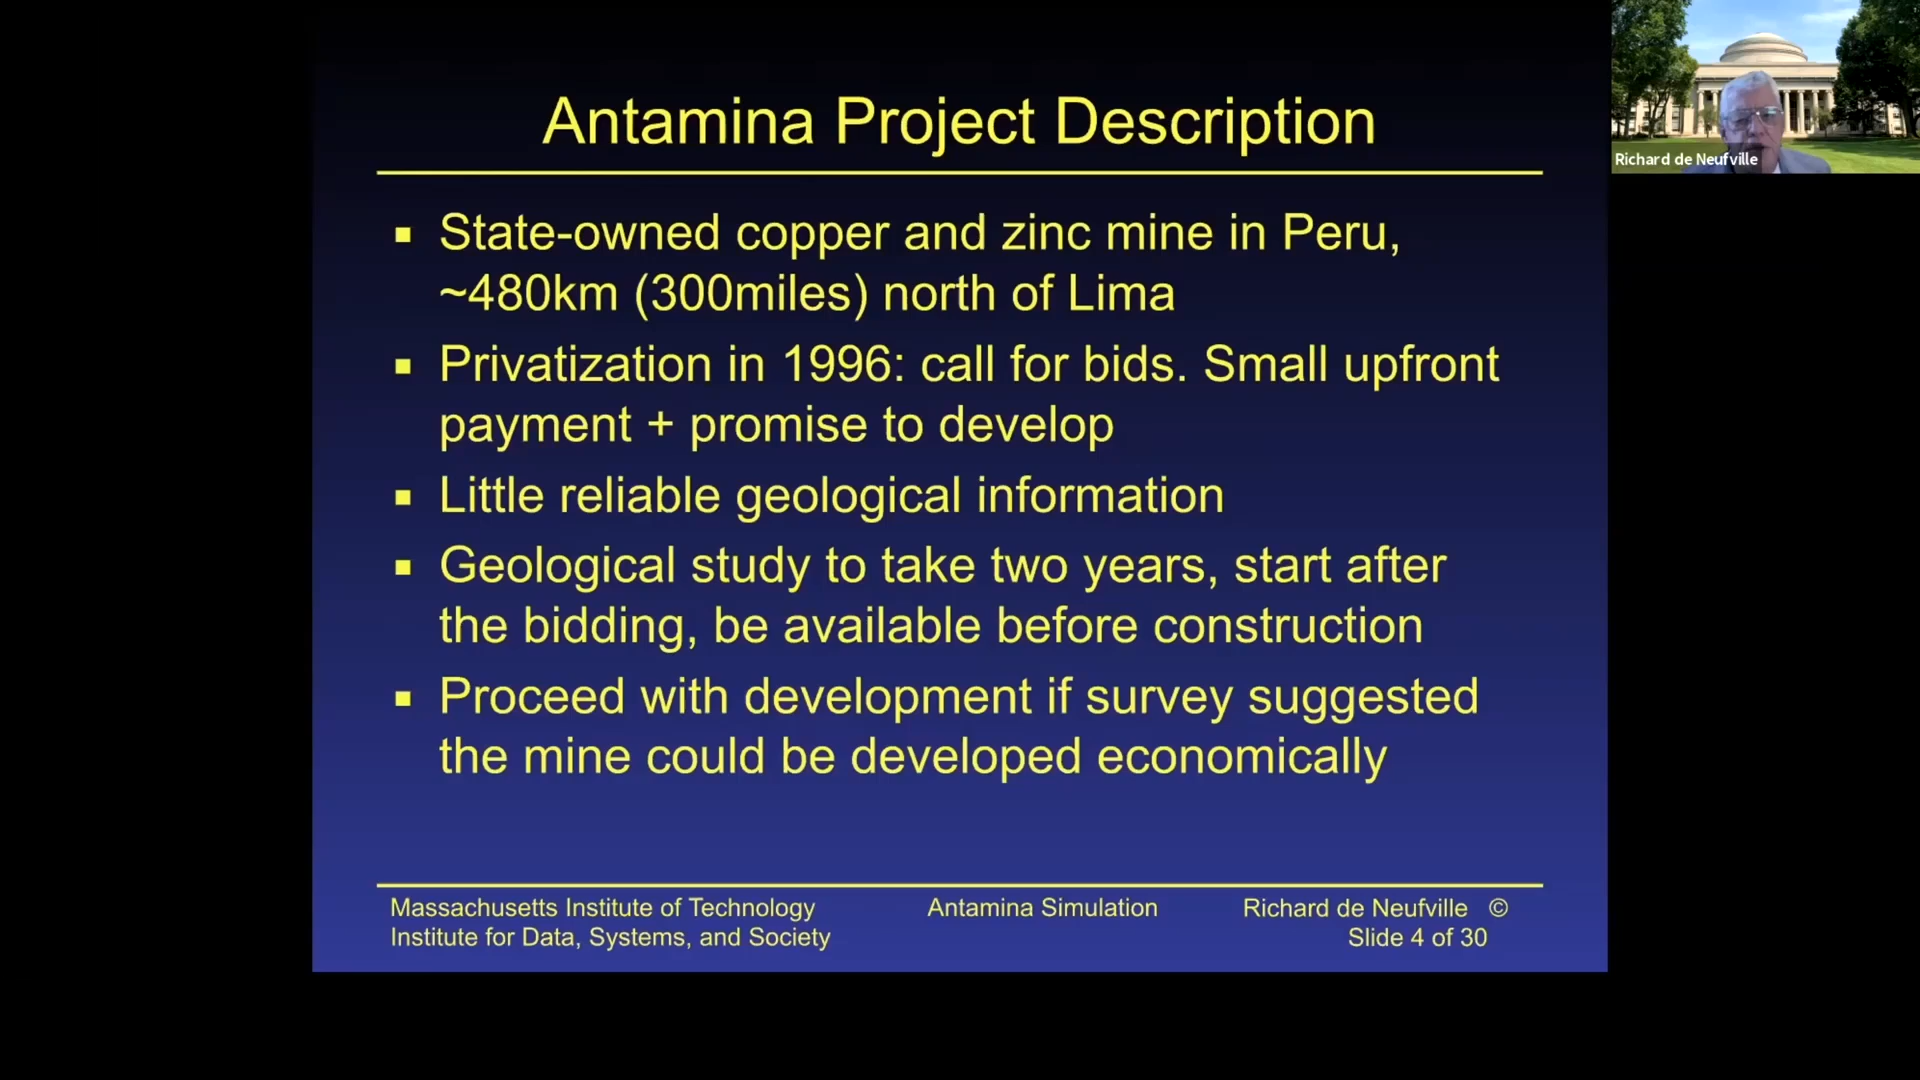 Antamina Project Description
▪ State-owned copper and zinc mine in Peru,
~480km (300miles) north of Lima
▪ Privatization in 1996: call for bids. Small upfront
payment + promise to develop
▪ Little reliable geological information
▪ Geological study to take two years, start after
the bidding, be available before construction
▪ Proceed with development if survey suggested
the mine could be developed economically
Massachusetts Institute of Technology
Institute for Data, Systems, and Society
Antamina Simulation
Richard de Neufville ©
Slide 4 of 30
Richard de Neufville